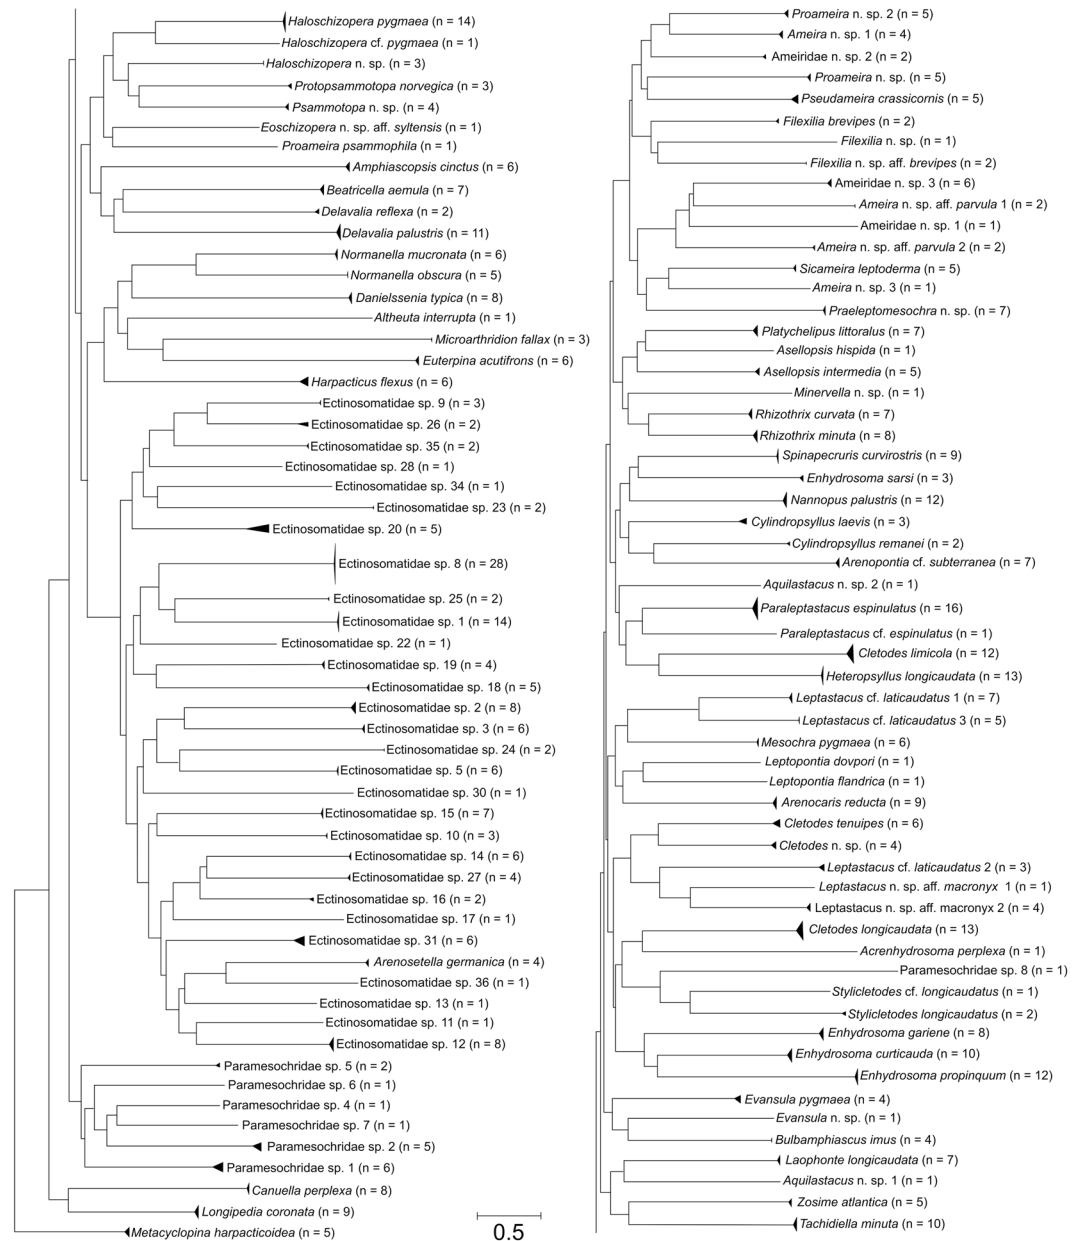 Haloschizopera pygmaea (n = 14)
Haloschizopera cf. pygmaea (n = 1)
Haloschizopera n. sp. (n = 3)
Protopsammotopa norvegica (n = 3)
Psammotopa n. sp. (n = 4)
Eoschizopera n. sp. aff. syltensis (n = 1)
Proameira psammophila (n = 1)
Amphiascopsis cinctus (n = 6)
Beatricella aemula (n = 7)
Delavalia reflexa (n = 2)
Delavalia palustris (n = 11)
Normanella mucronata (n = 6)
Normanella obscura (n = 5)
Danielssenia typica (n = 8)
Altheuta interrupta (n = 1)
Microarthridion fallax (n = 3)
Euterpina acutifrons (n = 6)
Harpacticus flexus (n = 6)
Ectinosomatidae sp. 9 (n = 3)
Ectinosomatidae sp. 26 (n = 2)
Ectinosomatidae sp. 35 (n = 2)
Ectinosomatidae sp. 28 (n = 1)
Ectinosomatidae sp. 34 (n = 1)
Ectinosomatidae sp. 23 (n = 2)
Ectinosomatidae sp. 20 (n = 5)
Ectinosomatidae sp. 8 (n = 28)
Ectinosomatidae sp. 25 (n = 2)
Ectinosomatidae sp. 1 (n = 14)
Ectinosomatidae sp. 22 (n = 1)
Ectinosomatidae sp. 19 (n = 4)
Ectinosomatidae sp. 18 (n = 5)
Ectinosomatidae sp. 2 (n = 8)
Ectinosomatidae sp. 3 (n = 6)
Ectinosomatidae sp. 24 (n = 2)
Ectinosomatidae sp. 5 (n = 6)
Ectinosomatidae sp. 30 (n = 1)
Ectinosomatidae sp. 15 (n = 7)
Ectinosomatidae sp. 10 (n = 3)
Ectinosomatidae sp. 14 (n = 6)
Ectinosomatidae sp. 27 (n = 4)
Ectinosomatidae sp. 16 (n = 2)
Ectinosomatidae sp. 17 (n = 1)
Ectinosomatidae sp. 31 (n = 6)
Arenosetella germanica (n = 4)
Ectinosomatidae sp. 36 (n = 1)
Ectinosomatidae sp. 13 (n = 1)
Ectinosomatidae sp. 11 (n = 1)
Ectinosomatidae sp. 12 (n = 8)
Paramesochridae sp. 5 (n = 2)
Paramesochridae sp. 6 (n = 1)
Paramesochridae sp. 4 (n = 1)
Paramesochridae sp. 7 (n = 1)
Paramesochridae sp. 2 (n = 5)
Paramesochridae sp. 1 (n = 6)
Canuella perplexa (n = 8)
Longipedia coronata (n = 9)
Metacyclopina harpacticoidea (n = 5)
0.5
Proameira n. sp. 2 (n = 5)
Ameira n. sp. 1 (n = 4)
Ameiridae n. sp. 2 (n = 2)
Proameira n. sp. (n = 5)
Pseudameira crassicornis (n = 5)
Filexilia brevipes (n = 2)
Filexilia n. sp. (n = 1)
Filexilia n. sp. aff. brevipes (n = 2)
Ameiridae n. sp. 3 (n = 6)
Ameira n. sp. aff. parvula 1 (n = 2)
Ameiridae n. sp. 1 (n = 1)
Ameira n. sp. aff. parvula 2 (n = 2)
Sicameira leptoderma (n = 5)
Ameira n. sp. 3 (n = 1)
Praeleptomesochra n. sp. (n = 7)
Platychelipus littoralus (n = 7)
Asellopsis hispida (n = 1)
Asellopsis intermedia (n = 5)
Minervella n. sp. (n = 1)
Rhizothrix curvata (n = 7)
Rhizothrix minuta (n = 8)
Spinapecruris curvirostris (n = 9)
Enhydrosoma sarsi (n = 3)
Nannopus palustris (n = 12)
Cylindropsyllus laevis (n = 3)
Cylindropsyllus remanei (n = 2)
Arenopontia cf. subterranea (n = 7)
Aquilastacus n. sp. 2 (n = 1)
Paraleptastacus espinulatus (n = 16)
Paraleptastacus cf. espinulatus (n = 1)
Cletodes limicola (n = 12)
Heteropsyllus longicaudata (n = 13)
Leptastacus cf. laticaudatus 1 (n = 7)
Leptastacus cf. laticaudatus 3 (n = 5)
Mesochra pygmaea (n = 6)
Leptopontia dovpori (n = 1)
Leptopontia flandrica (n = 1)
Arenocaris reducta (n = 9)
Cletodes tenuipes (n = 6)
Cletodes n. sp. (n = 4)
Leptastacus cf. laticaudatus 2 (n = 3)
Leptastacus n. sp. aff. macronyx 1 (n = 1)
Leptastacus n. sp. aff. macronyx 2 (n = 4)
Cletodes longicaudata (n = 13)
Acrenhydrosoma perplexa (n = 1)
Paramesochridae sp. 8 (n = 1)
Stylicletodes cf. longicaudatus (n = 1)
Stylicletodes longicaudatus (n = 2)
Enhydrosoma gariene (n = 8)
Enhydrosoma curticauda (n = 10)
Enhydrosoma propinquum (n = 12)
Evansula pygmaea (n = 4)
Evansula n. sp. (n = 1)
Bulbamphiascus imus (n = 4)
Laophonte longicaudata (n = 7)
Aquilastacus n. sp. 1 (n = 1)
Zosime atlantica (n = 5)
Tachidiella minuta (n = 10)